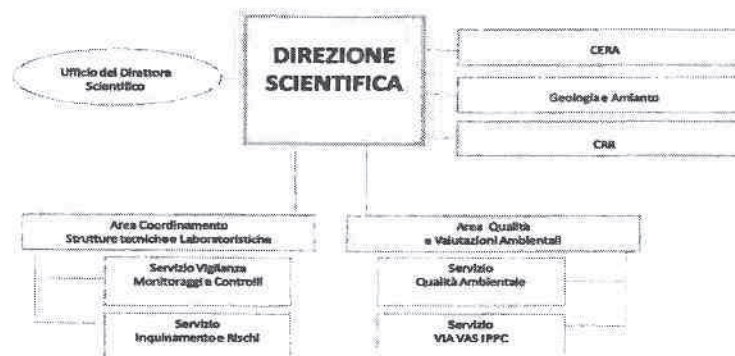 DIREZIONE
SCIENTIFICA
Ufficio del Direttore
Scientifico
CERA
Geologia e Amianto
CRR
Area Coordinamento
Strutture tecniche e Laboratoristiche
Area Qualità
e Valutazioni Ambientali
Servizio Vigilanza
Monitoraggi e Controlli
Servizio
Qualità Ambientale
Servizio
Inquinamento e Rischi
Servizio
VIA VAS IPPC